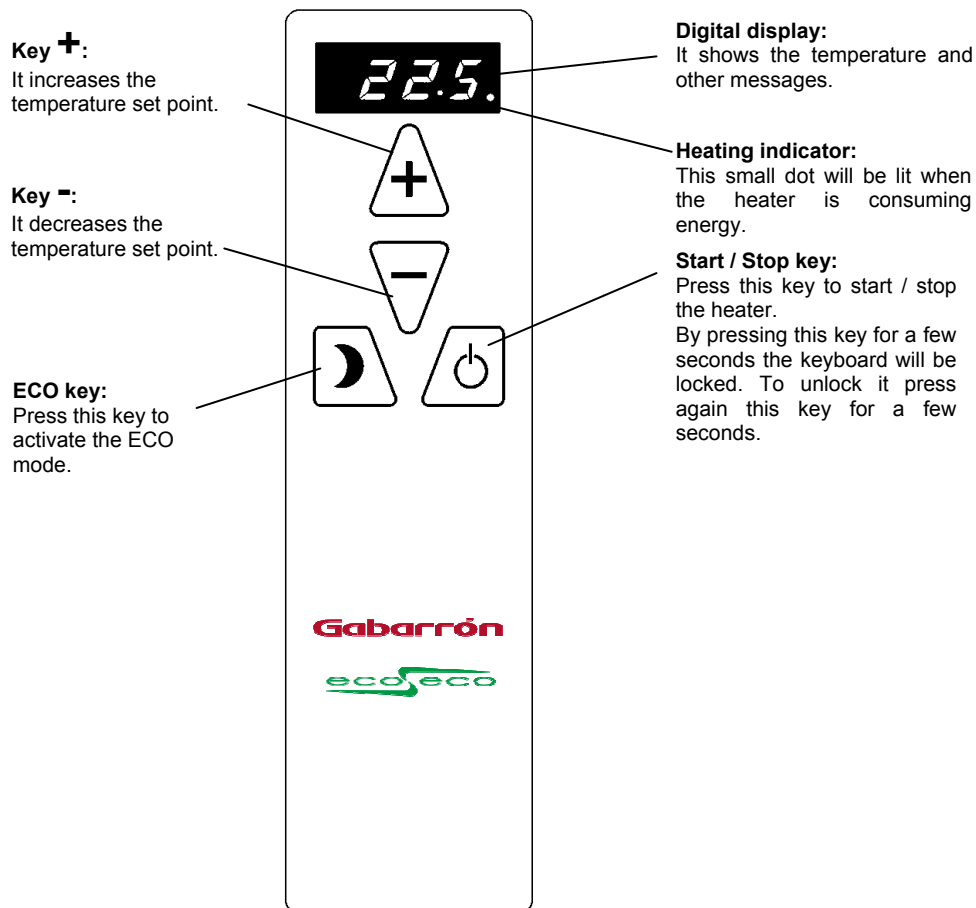 Key +:
It increases the
temperature set point.
Key -:
It decreases the
temperature set point.
ECO key:
Press this key to
activate the ECO
mode.
22.5.
+
-
Gabarrón
ecoseco
Digital display:
It shows the temperature and
other messages.
Heating indicator:
This small dot will be lit when
the heater is consuming
energy.
Start / Stop key:
Press this key to start / stop
the heater.
By pressing this key for a few
seconds the keyboard will be
locked. To unlock it press
again this key for a few
seconds.